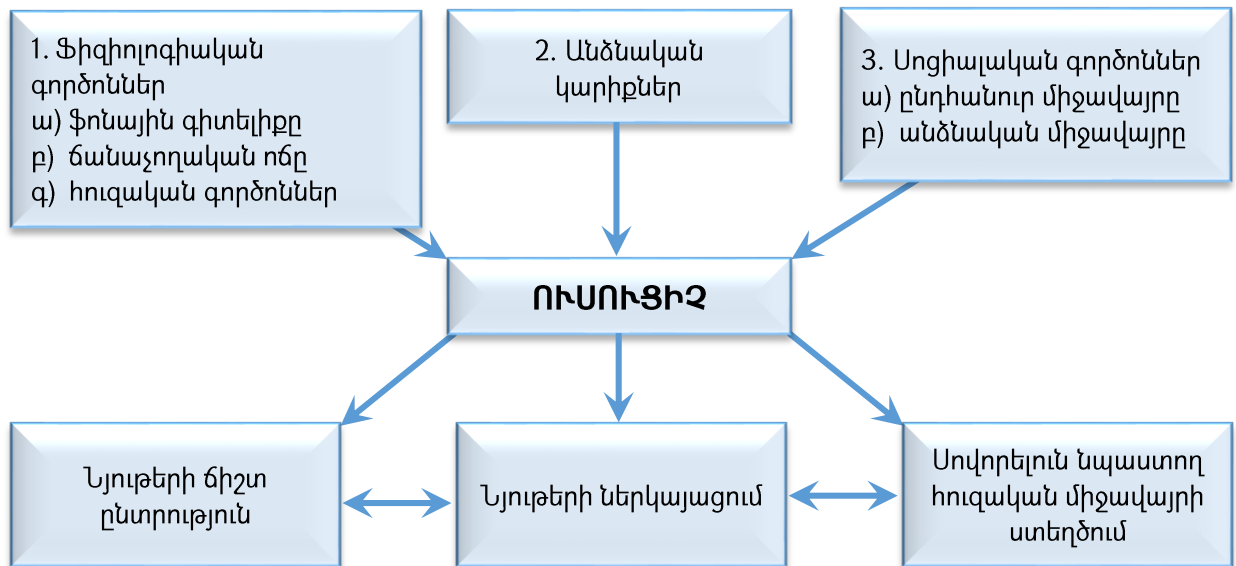 1. Ֆիզիոլոգիական
գործոններ
ա) ֆոնային գիտելիքը
բ) ճանաչողական ոճը
գ) հուզական գործոններ
2. Անձնական
կարիքներ
3. Սոցիալական գործոններ
ա) ընդհանուր միջավայրը
բ) անձնական միջավայրը
ՈՒՍՈՒՑԻՉ
Նյութերի ճիշտ
ընտրություն
Նյութերի ներկայացում
Սովորելուն նպաստող
հուզական միջավայրի
ստեղծում